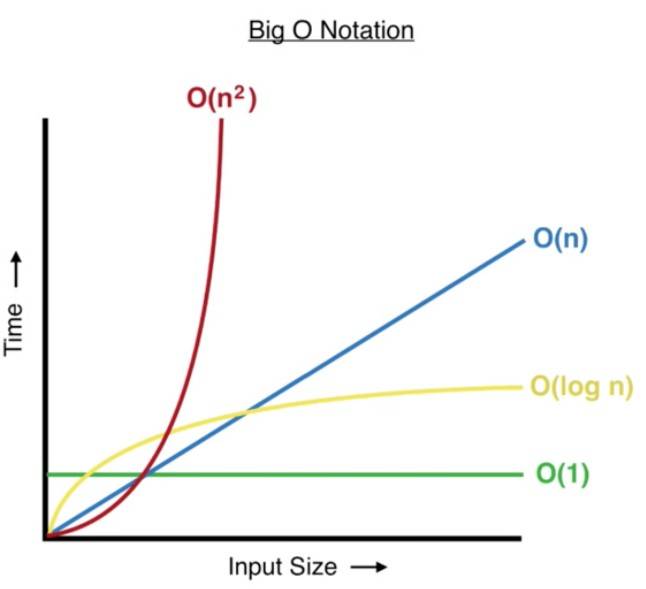 Big O Notation
O(n²)
O(n)
O(log n)
O(1)
Time →
Input Size →